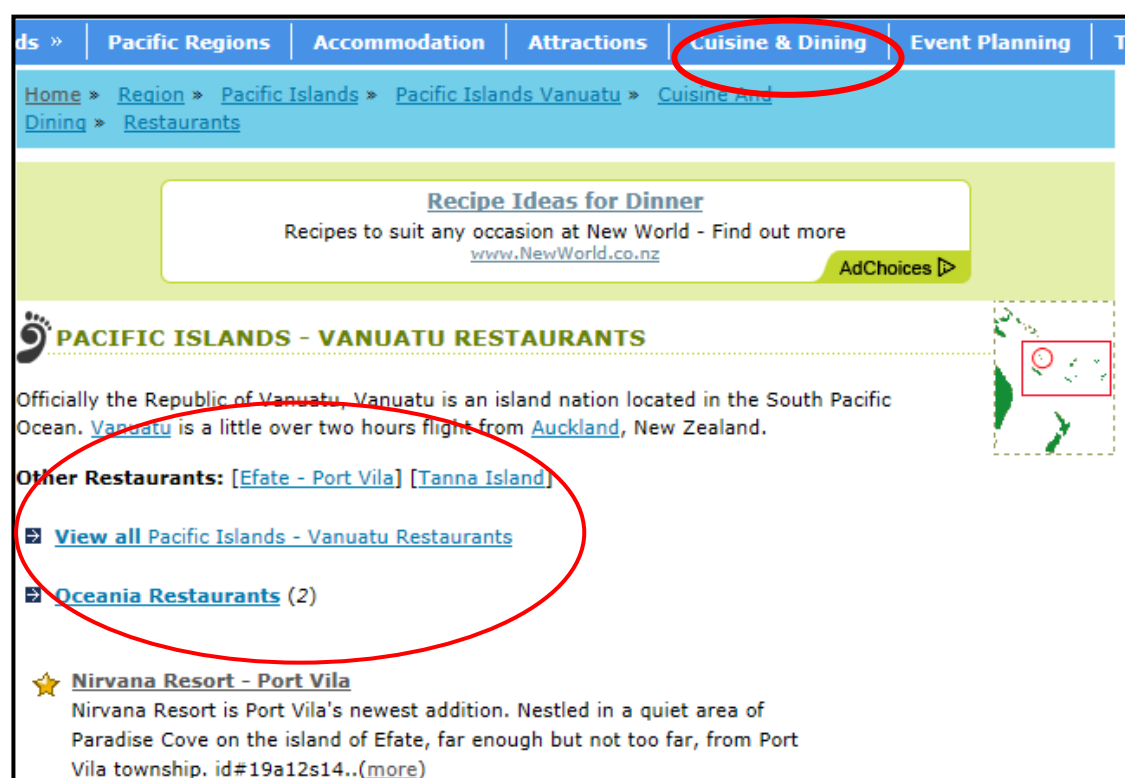 ds » Pacific Regions Accommodation Attractions Cuisine & Dining Event Planning T
Home » Region » Pacific Islands » Pacific Islands Vanuatu » Cuisine And
Dining » Restaurants
Recipe Ideas for Dinner
Recipes to suit any occasion at New World - Find out more
www.NewWorld.co.nz
AdChoices
PACIFIC ISLANDS - VANUATU RESTAURANTS
Officially the Republic of Vanuatu, Vanuatu is an island nation located in the South Pacific
Ocean. Vanuatu is a little over two hours flight from Auckland, New Zealand.
Other Restaurants: [Efate - Port Vila] [Tanna Island]
View all Pacific Islands - Vanuatu Restaurants
Oceania Restaurants (2)
Nirvana Resort - Port Vila
Nirvana Resort is Port Vila's newest addition. Nestled in a quiet area of
Paradise Cove on the island of Efate, far enough but not too far, from Port
Vila township. id#19a12s14..(more)